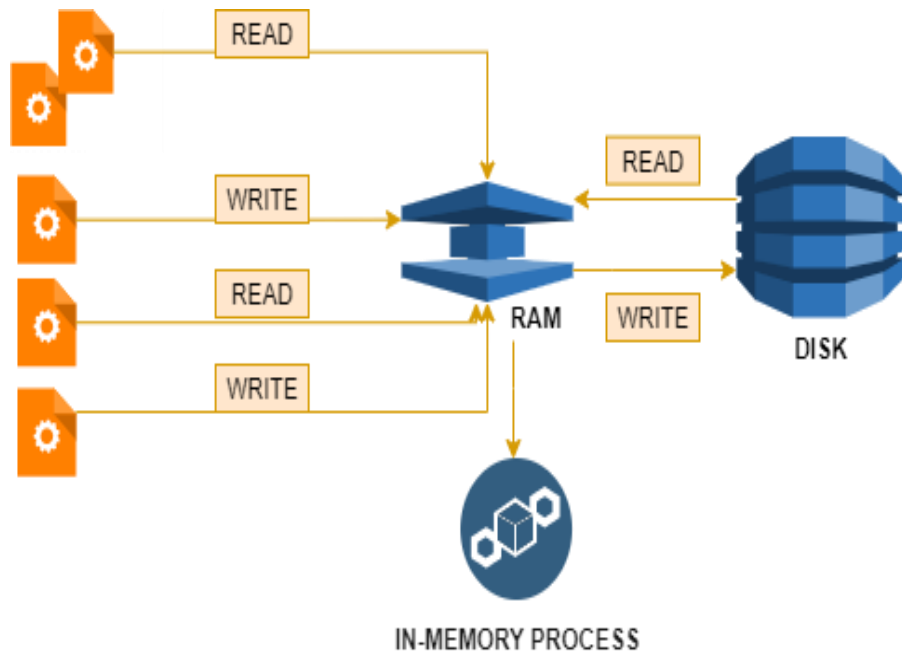 READ
READ
WRITE
READ
RAM
WRITE
DISK
WRITE
IN-MEMORY PROCESS